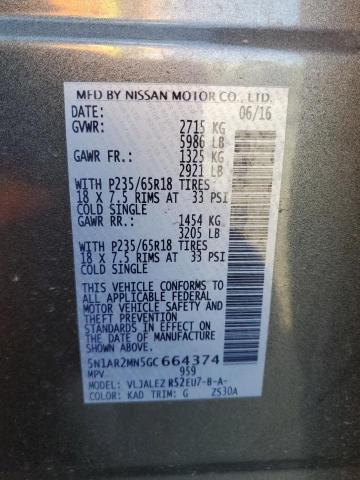 MFD BY NISSAN MOTOR CO., LTD.
DATE: 06/16
GVWR: 2715 KG
5986 LB
GAWR FR.: 1325 KG
2921 LB
WITH P235/65R18 TIRES
18 X 7.5 RIMS AT 33 PSI
COLD SINGLE
GAWR RR.: 1454 KG
3205 LB
WITH P235/65R18 TIRES
18 X 7.5 RIMS AT 33 PSI
COLD SINGLE
THIS VEHICLE CONFORMS TO
ALL APPLICABLE FEDERAL
MOTOR VEHICLE SAFETY AND
THEFT PREVENTION
STANDARDS IN EFFECT ON
THE DATE OF MANUFACTURE
SHOWN ABOVE.
5N1AR2MN5GC664374
MPV 959
MODEL: VLJALEZ R52EU7-B-A-
COLOR: KAD TRIM: G ZS30A